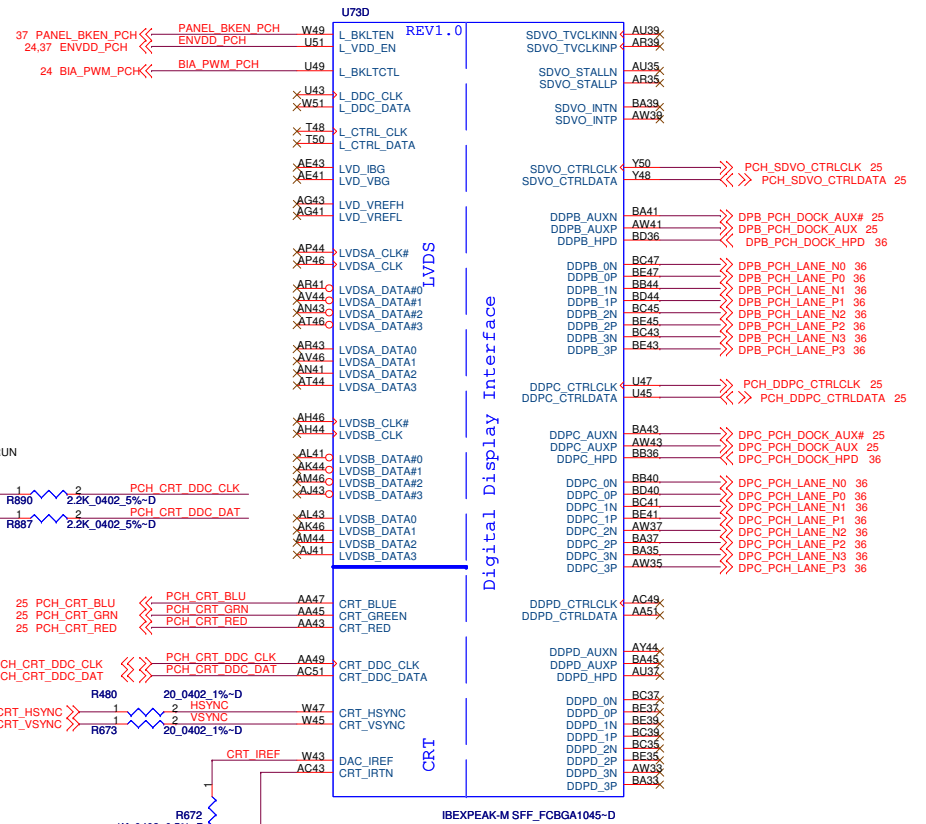 U73D
REV1.0
37 PANEL_BKEN_PCH PANEL_BKEN_PCH W49 L_BKLTEN
24,37 ENVDD_PCH ENVDD_PCH U51 L_VDD_EN
24 BIA_PWM_PCH BIA_PWM_PCH U49 L_BKLTCTL
U43 L_DDC_CLK
W51 L_DDC_DATA
T48 L_CTRL_CLK
T50 L_CTRL_DATA
AE43 LVD_IBG
AE41 LVD_VBG
AG43 LVD_VREFH
AG41 LVD_VREFL
AP44 LVDSA_CLK#
AP46 LVDSA_CLK
AR41 LVDSA_DATA#0
AV44 LVDSA_DATA#1
AN43 LVDSA_DATA#2
AT46 LVDSA_DATA#3
AR43 LVDSA_DATA0
AV46 LVDSA_DATA1
AN41 LVDSA_DATA2
AT44 LVDSA_DATA3
AH46 LVDSB_CLK#
AH44 LVDSB_CLK
AL41 LVDSB_DATA#0
AK44 LVDSB_DATA#1
AM46 LVDSB_DATA#2
AJ43 LVDSB_DATA#3
AL43 LVDSB_DATA0
AK46 LVDSB_DATA1
AM44 LVDSB_DATA2
AJ41 LVDSB_DATA3
LVDS
UN
1 2 PCH_CRT_DDC_CLK
R890 2.2K_0402_5%~D
1 2 PCH_CRT_DDC_DAT
R887 2.2K_0402_5%~D
25 PCH_CRT_BLU PCH_CRT_BLU AA47 CRT_BLUE
25 PCH_CRT_GRN PCH_CRT_GRN AA45 CRT_GREEN
25 PCH_CRT_RED PCH_CRT_RED AA43 CRT_RED
CH_CRT_DDC_CLK PCH_CRT_DDC_CLK AA49 CRT_DDC_CLK
CH_CRT_DDC_DAT PCH_CRT_DDC_DAT AC51 CRT_DDC_DATA
R480 20_0402_1%~D
CRT_HSYNC 1 2 HSYNC W47 CRT_HSYNC
CRT_VSYNC 1 2 VSYNC W45 CRT_VSYNC
R673 20_0402_1%~D
CRT_IREF W43 DAC_IREF
AC43 CRT_IRTN
CRT
1
R672
Digital Display Interface
SDVO_TVCLKINN AU39
SDVO_TVCLKINP AR39
SDVO_STALLN AU35
SDVO_STALLP AR35
SDVO_INTN BA39
SDVO_INTP AW39
SDVO_CTRLCLK Y50 PCH_SDVO_CTRLCLK 25
SDVO_CTRLDATA Y48 PCH_SDVO_CTRLDATA 25
DDPB_AUXN BA41 DPB_PCH_DOCK_AUX# 25
DDPB_AUXP AW41 DPB_PCH_DOCK_AUX 25
DDPB_HPD BD36 DPB_PCH_DOCK_HPD 36
DDPB_0N BC47 DPB_PCH_LANE_N0 36
DDPB_0P BE47 DPB_PCH_LANE_P0 36
DDPB_1N BB44 DPB_PCH_LANE_N1 36
DDPB_1P BD44 DPB_PCH_LANE_P1 36
DDPB_2N BC45 DPB_PCH_LANE_N2 36
DDPB_2P BE45 DPB_PCH_LANE_P2 36
DDPB_3N BC43 DPB_PCH_LANE_N3 36
DDPB_3P BE43 DPB_PCH_LANE_P3 36
DDPC_CTRLCLK U47 PCH_DDPC_CTRLCLK 25
DDPC_CTRLDATA U45 PCH_DDPC_CTRLDATA 25
DDPC_AUXN BA43 DPC_PCH_DOCK_AUX# 25
DDPC_AUXP AW43 DPC_PCH_DOCK_AUX 25
DDPC_HPD BB36 DPC_PCH_DOCK_HPD 36
DDPC_0N BB40 DPC_PCH_LANE_N0 36
DDPC_0P BD40 DPC_PCH_LANE_P0 36
DDPC_1N BC41 DPC_PCH_LANE_N1 36
DDPC_1P BE41 DPC_PCH_LANE_P1 36
DDPC_2N AW37 DPC_PCH_LANE_N2 36
DDPC_2P BA37 DPC_PCH_LANE_P2 36
DDPC_3N BA35 DPC_PCH_LANE_N3 36
DDPC_3P AW35 DPC_PCH_LANE_P3 36
DDPD_CTRLCLK AC49
DDPD_CTRLDATA AA51
DDPD_AUXN AY44
DDPD_AUXP BA45
DDPD_HPD AU37
DDPD_0N BC37
DDPD_0P BE37
DDPD_1N BE39
DDPD_1P BC39
DDPD_2N BC35
DDPD_2P BE35
DDPD_3N AW33
DDPD_3P BA33
IBEXPEAK-M SFF_FCBGA1045~D